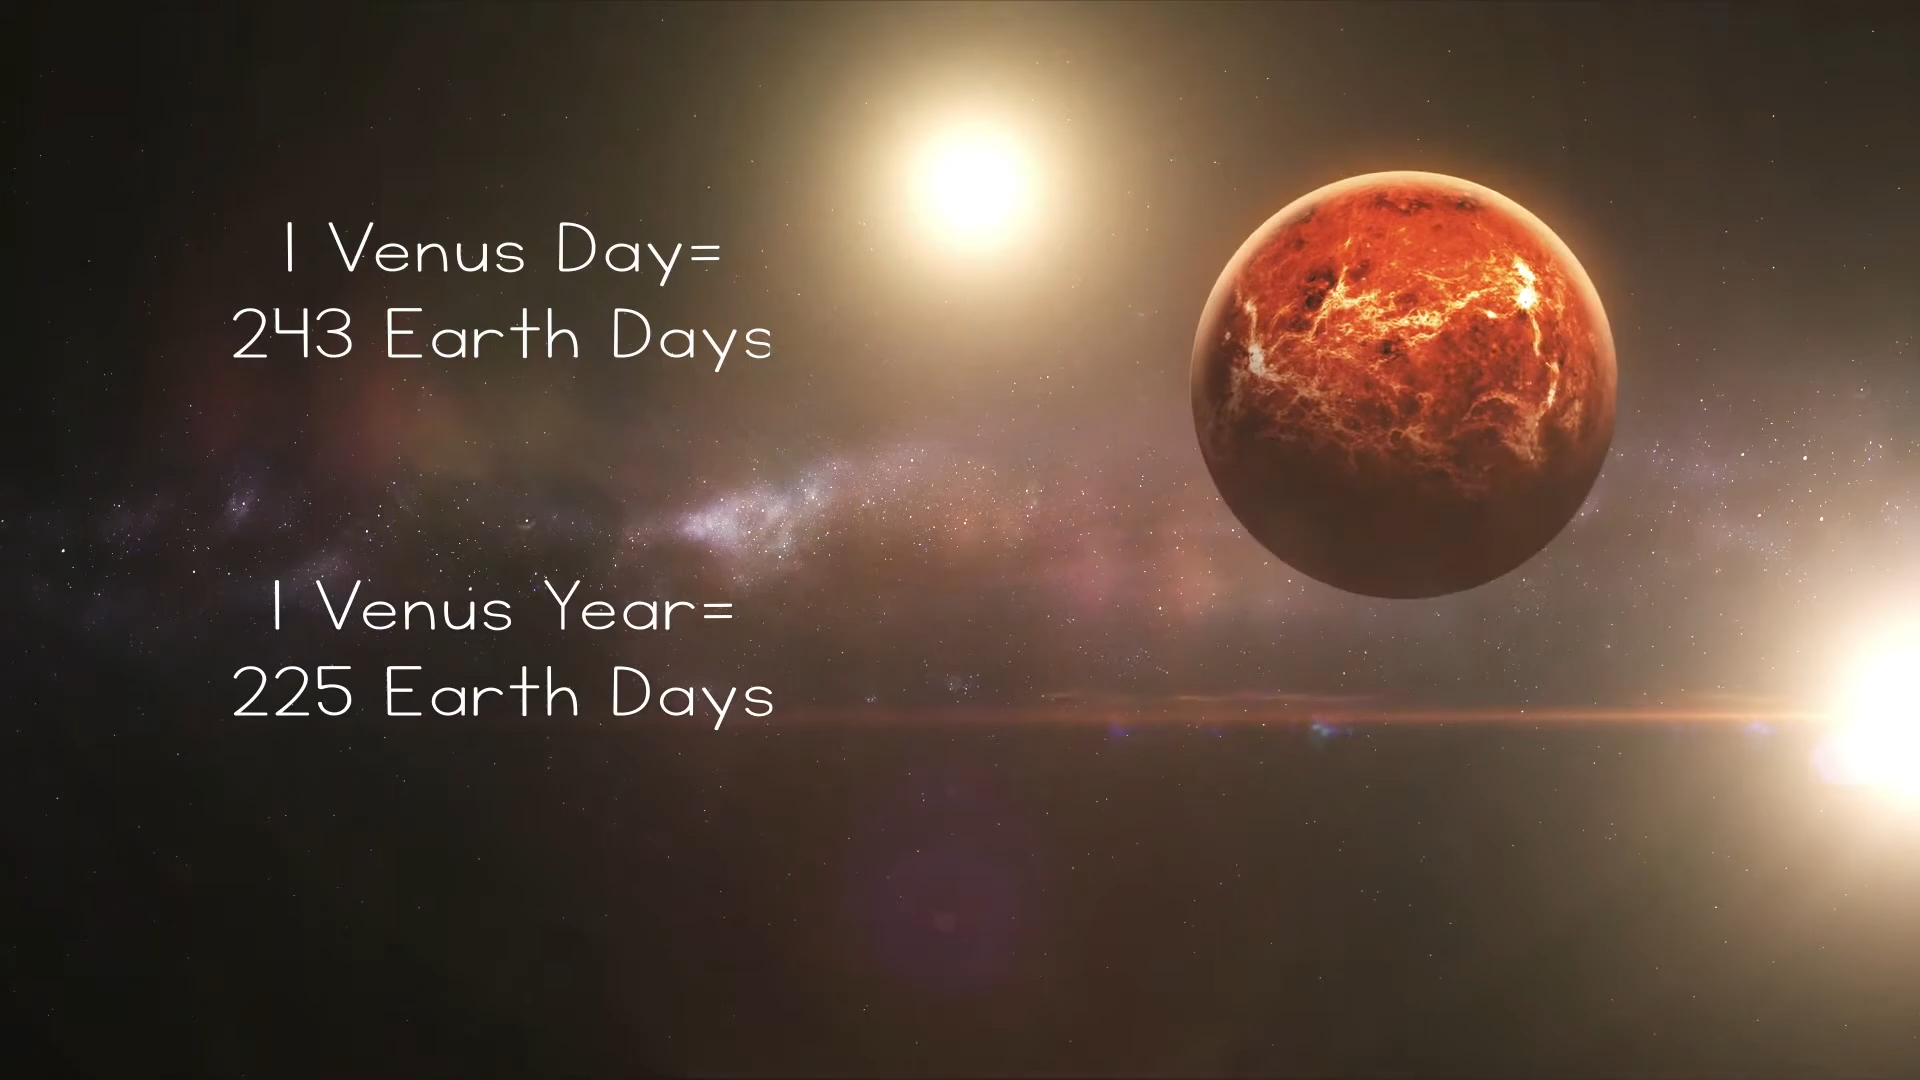 1 Venus Day=
243 Earth Days
1 Venus Year=
225 Earth Days